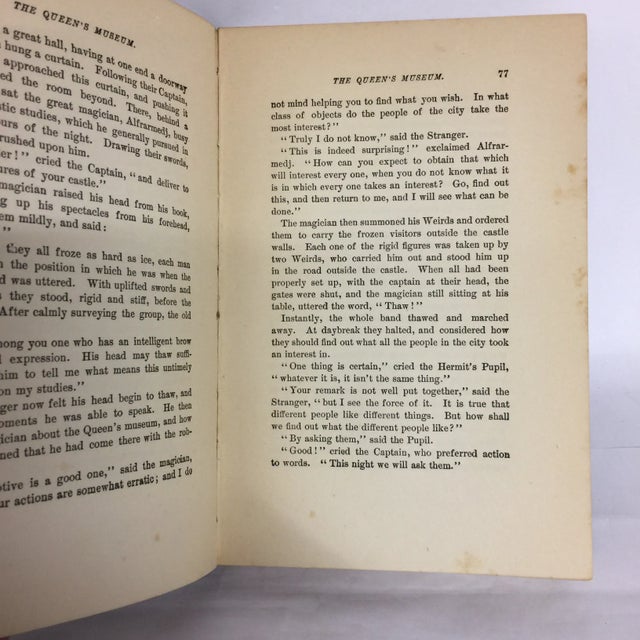 THE QUEEN'S MUSEUM.
a great hall, having at one end a doorway
hung a curtain. Following their Captain,
approached this curtain, and pushing it
the room beyond. There, behind a
sat the great magician, Alfrarmedj, busy
studies, which he generally pursued in
of the night. Drawing their swords,
rushed upon him.
cried the Captain, "and deliver to
of your castle."
magician raised his head from his book,
up his spectacles from his forehead,
mildly, and said:
"
they all froze as hard as ice, each man
the position in which he was when the
was uttered. With uplifted swords and
they stood, rigid and stiff, before the
After calmly surveying the group, the old
you one who has an intelligent brow
expression. His head may thaw suffi-
him to tell me what means this untimely
on my studies."
now felt his head begin to thaw, and
he was able to speak. He then
about the Queen's museum, and how
that he had come there with the rob-
is a good one," said the magician,
actions are somewhat erratic; and I do
THE QUEEN'S MUSEUM. 77
not mind helping you to find what you wish. In what
class of objects do the people of the city take the
most interest?"
"Truly I do not know," said the Stranger.
"This is indeed surprising!" exclaimed Alfrar-
medj. "How can you expect to obtain that which
will interest every one, when you do not know what it
is in which every one takes an interest? Go, find out
this, and then return to me, and I will see what can be
done."
The magician then summoned his Weirds and ordered
them to carry the frozen visitors outside the castle
walls. Each one of the rigid figures was taken up by
two Weirds, who carried him out and stood him up
in the road outside the castle. When all had been
properly set up, with the captain at their head, the
gates were shut, and the magician still sitting at his
table, uttered the word, "Thaw!"
Instantly, the whole band thawed and marched
away. At daybreak they halted, and considered how
they should find out what all the people in the city took
an interest in.
"One thing is certain," cried the Hermit's Pupil,
"whatever it is, it isn't the same thing."
"Your remark is not well put together," said the
Stranger, "but I see the force of it. It is true that
different people like different things. But how shall
we find out what the different people like?"
"By asking them," said the Pupil.
"Good!" cried the Captain, who preferred action
to words. "This night we will ask them."